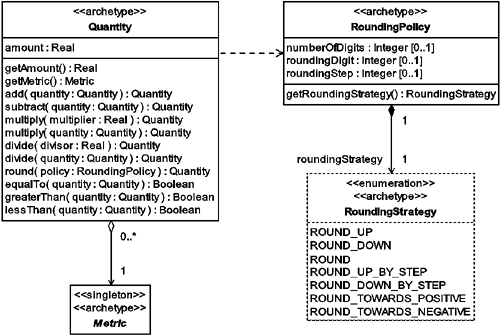 <<archetype>>
Quantity
amount : Real
getAmount() : Real
getMetric() : Metric
add( quantity : Quantity ) : Quantity
subtract( quantity : Quantity ) : Quantity
multiply( multiplier : Real ) : Quantity
multiply( quantity : Quantity ) : Quantity
divide( divisor : Real ) : Quantity
divide( quantity : Quantity ) : Quantity
round( policy : RoundingPolicy ) : Quantity
equalTo( quantity : Quantity ) : Boolean
greaterThan( quantity : Quantity ) : Boolean
lessThan( quantity : Quantity ) : Boolean
0..*
1
<<singleton>>
<<archetype>>
Metric
<<archetype>>
RoundingPolicy
numberOfDigits : Integer [0..1]
roundingDigit : Integer [0..1]
roundingStep : Integer [0..1]
getRoundingStrategy() : RoundingStrategy
1
roundingStrategy
1
<<enumeration>>
<<archetype>>
RoundingStrategy
ROUND_UP
ROUND_DOWN
ROUND
ROUND_UP_BY_STEP
ROUND_DOWN_BY_STEP
ROUND_TOWARDS_POSITIVE
ROUND_TOWARDS_NEGATIVE